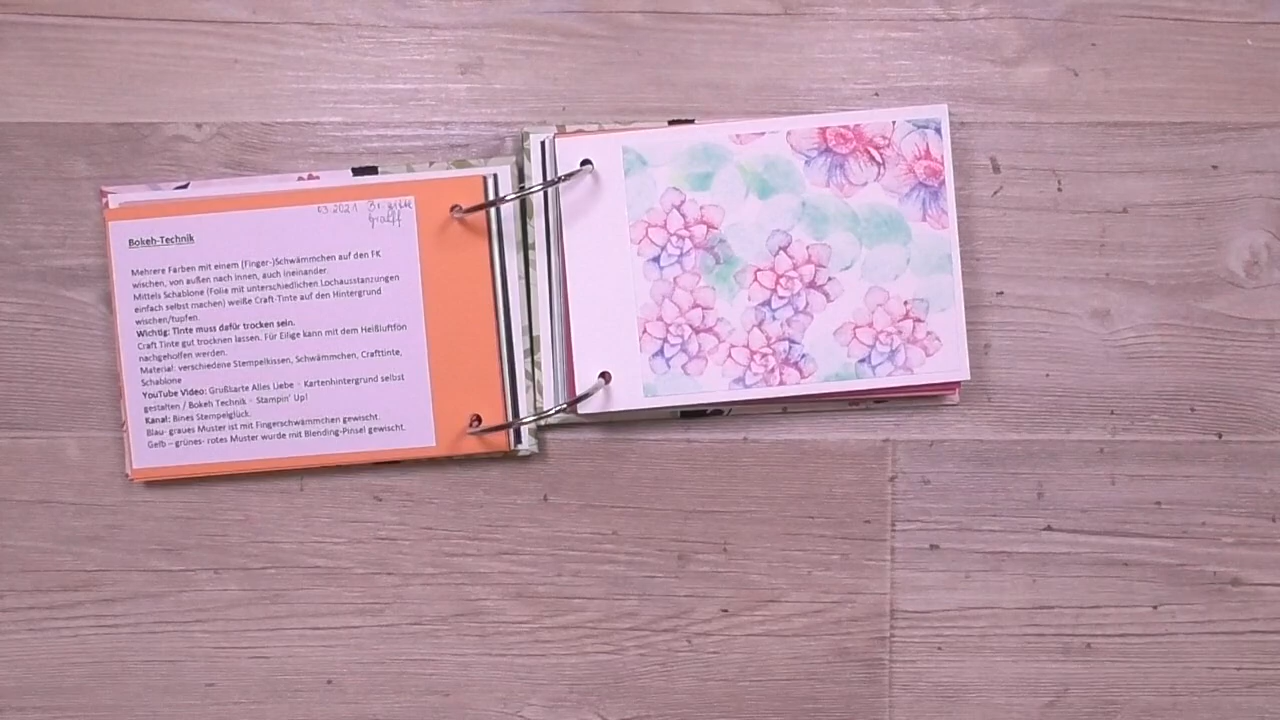 03.2021 Brigitte
Graff
Bokeh-Technik
Mehrere Farben mit einem (Finger-)Schwämmchen auf den FK
wischen, von außen nach innen, auch ineinander.
Mittels Schablone (Folie mit unterschiedlichen Lochausstanzungen
einfach selbst machen) weiße Craft-Tinte auf den Hintergrund
wischen/tupfen.
Wichtig: Tinte muss dafür trocken sein.
Craft Tinte gut trocknen lassen. Für Eilige kann mit dem Heißluftfön
nachgeholfen werden.
Material: verschiedene Stempelkissen, Schwämmchen, Crafttinte,
Schablone
YouTube Video: Grußkarte Alles Liebe - Kartenhintergrund selbst
gestalten / Bokeh Technik - Stampin' Up!
Kanal: Bines Stempelglück.
Blau- graues Muster ist mit Fingerschwämmchen gewischt.
Gelb – grünes- rotes Muster wurde mit Blending-Pinsel gewischt.